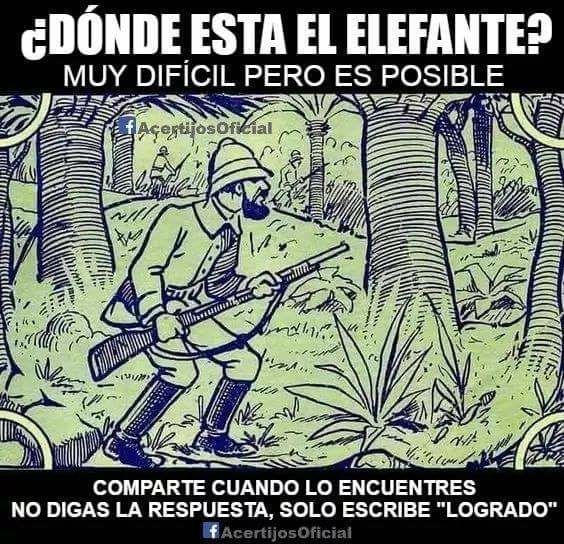 ¿DÓNDE ESTA EL ELEFANTE?
MUY DIFÍCIL PERO ES POSIBLE
f AcertijosOficial
COMPARTE CUANDO LO ENCUENTRES
NO DIGAS LA RESPUESTA, SOLO ESCRIBE "LOGRADO"
f AcertijosOficial